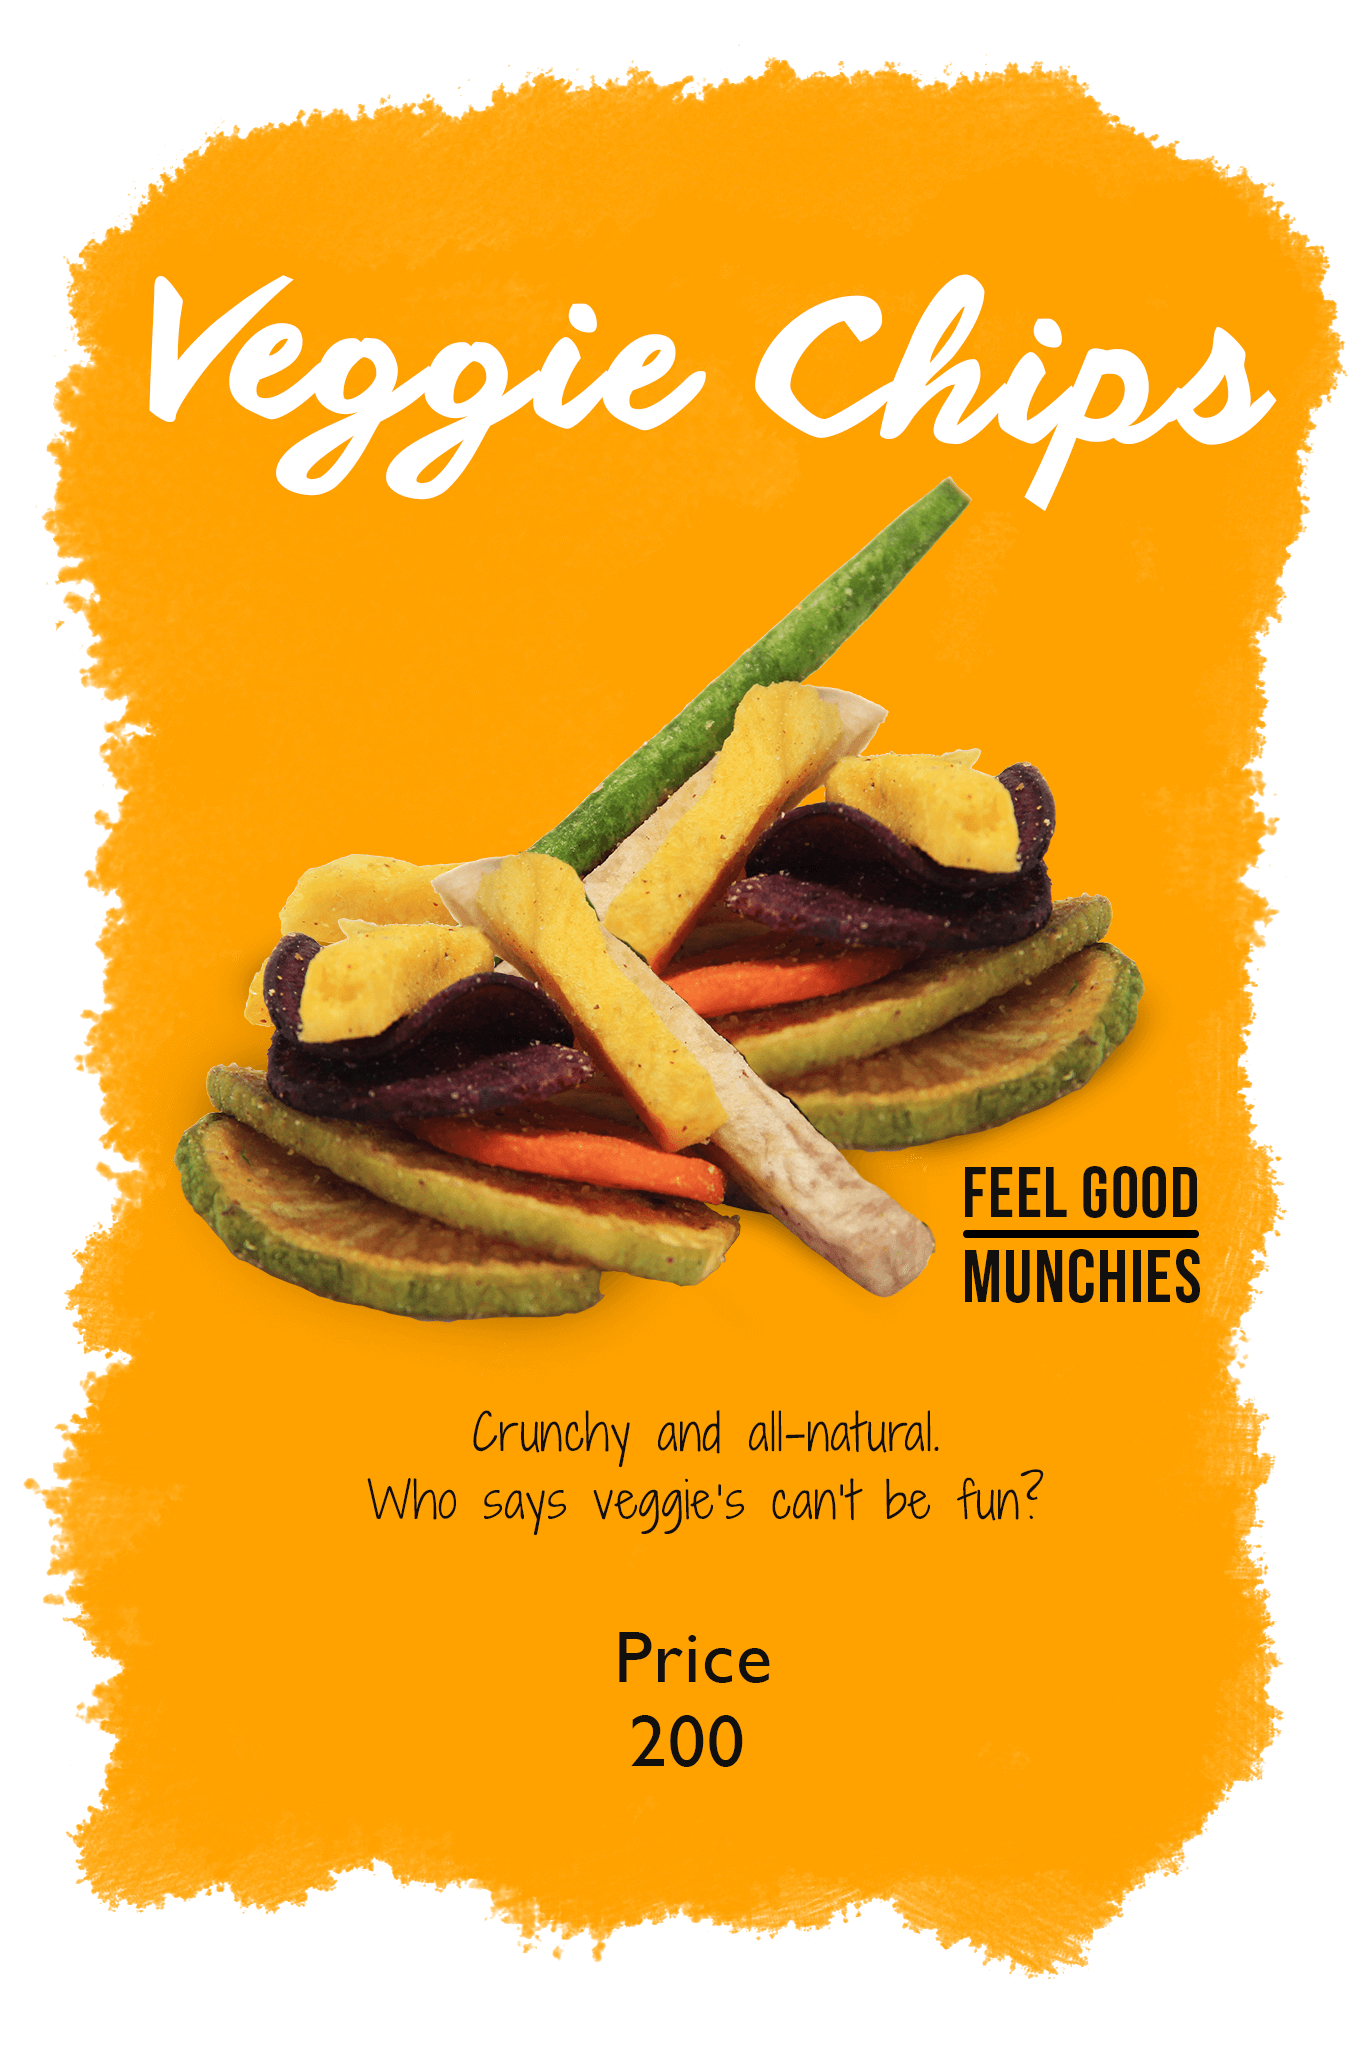 Veggie Chips
FEEL GOOD
MUNCHIES
Crunchy and all-natural.
Who says veggie's can't be fun?
Price
200